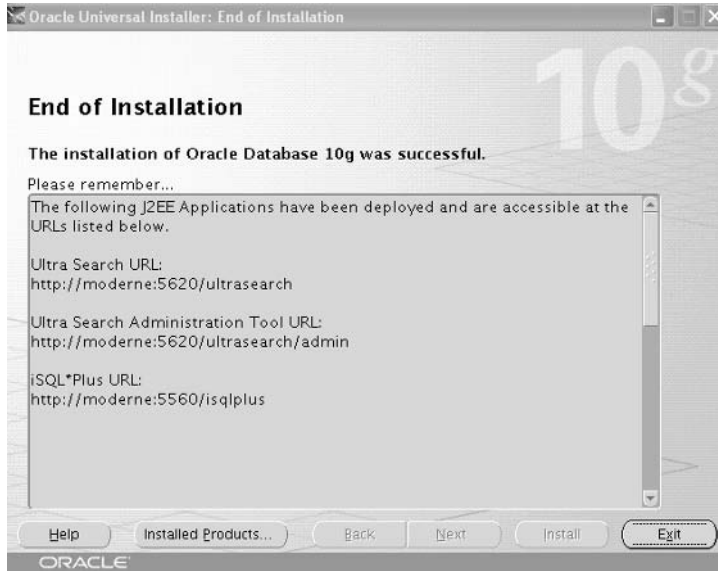 Oracle Universal Installer: End of Installation
10g
End of Installation
The installation of Oracle Database 10g was successful.
Please remember...
The following J2EE Applications have been deployed and are accessible at the
URLs listed below.
Ultra Search URL:
http://moderne:5620/ultrasearch
Ultra Search Administration Tool URL:
http://moderne:5620/ultrasearch/admin
iSQL*Plus URL:
http://moderne:5560/isqlplus
Help Installed Products... Back Next Install Exit
ORACLE